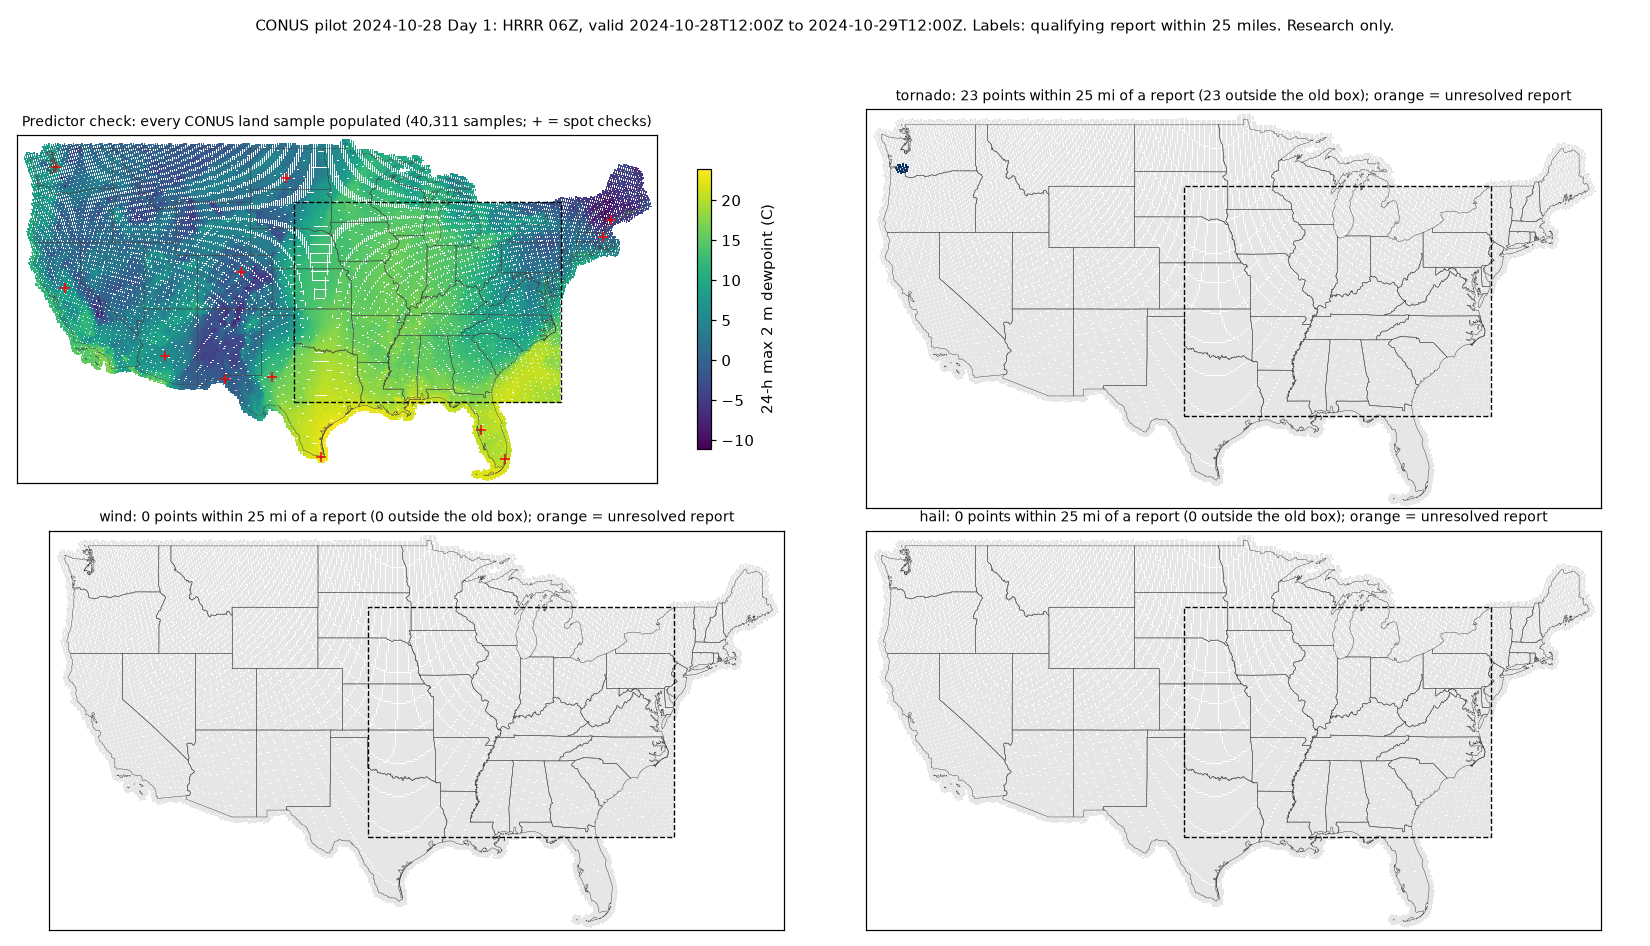 CONUS pilot 2024-10-28 Day 1: HRRR 06Z, valid 2024-10-28T12:00Z to 2024-10-29T12:00Z. Labels: qualifying report within 25 miles. Research only.
Predictor check: every CONUS land sample populated (40,311 samples; + = spot checks)
20
15
10
5
0
−5
−10
24-h max 2 m dewpoint (C)
tornado: 23 points within 25 mi of a report (23 outside the old box); orange = unresolved report
wind: 0 points within 25 mi of a report (0 outside the old box); orange = unresolved report
hail: 0 points within 25 mi of a report (0 outside the old box); orange = unresolved report